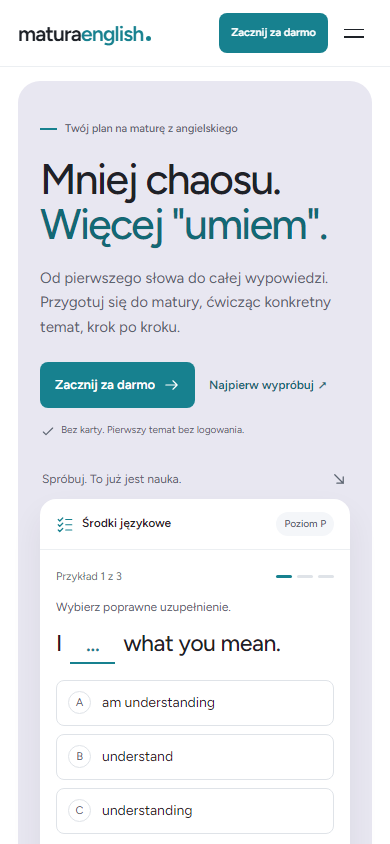 maturaenglish.
Zacznij za darmo
Twój plan na maturę z angielskiego
Mniej chaosu.
Więcej "umiem".
Od pierwszego słowa do całej wypowiedzi.
Przygotuj się do matury, ćwicząc konkretny
temat, krok po kroku.
Zacznij za darmo →
Najpierw wypróbuj ↗
Bez karty. Pierwszy temat bez logowania.
Spróbuj. To już jest nauka.
Środki językowe
Poziom P
Przykład 1 z 3
Wybierz poprawne uzupełnienie.
I ... what you mean.
A am understanding
B understand
C understanding